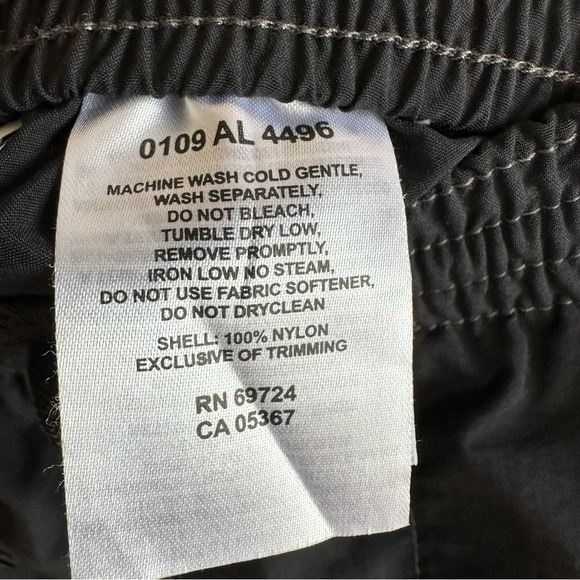 0109 AL 4496
MACHINE WASH COLD GENTLE,
WASH SEPARATELY,
DO NOT BLEACH,
TUMBLE DRY LOW,
REMOVE PROMPTLY,
IRON LOW NO STEAM,
DO NOT USE FABRIC SOFTENER,
DO NOT DRYCLEAN
SHELL: 100% NYLON
EXCLUSIVE OF TRIMMING
RN 69724
CA 05367